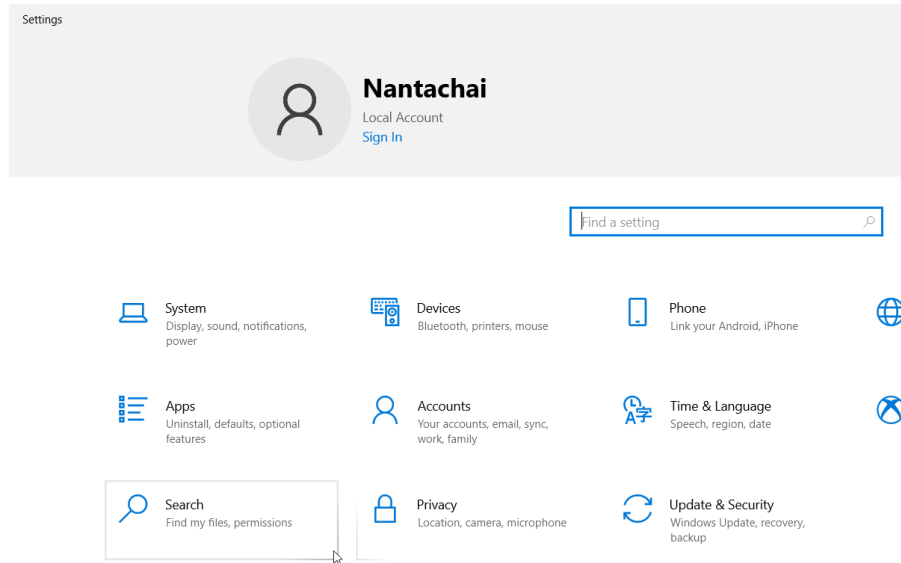 Settings
Nantachai
Local Account
Sign In
Find a setting
System
Display, sound, notifications,
power
Devices
Bluetooth, printers, mouse
Phone
Link your Android, iPhone
Apps
Uninstall, defaults, optional
features
Accounts
Your accounts, email, sync,
work, family
Time & Language
Speech, region, date
Search
Find my files, permissions
Privacy
Location, camera, microphone
Update & Security
Windows Update, recovery,
backup